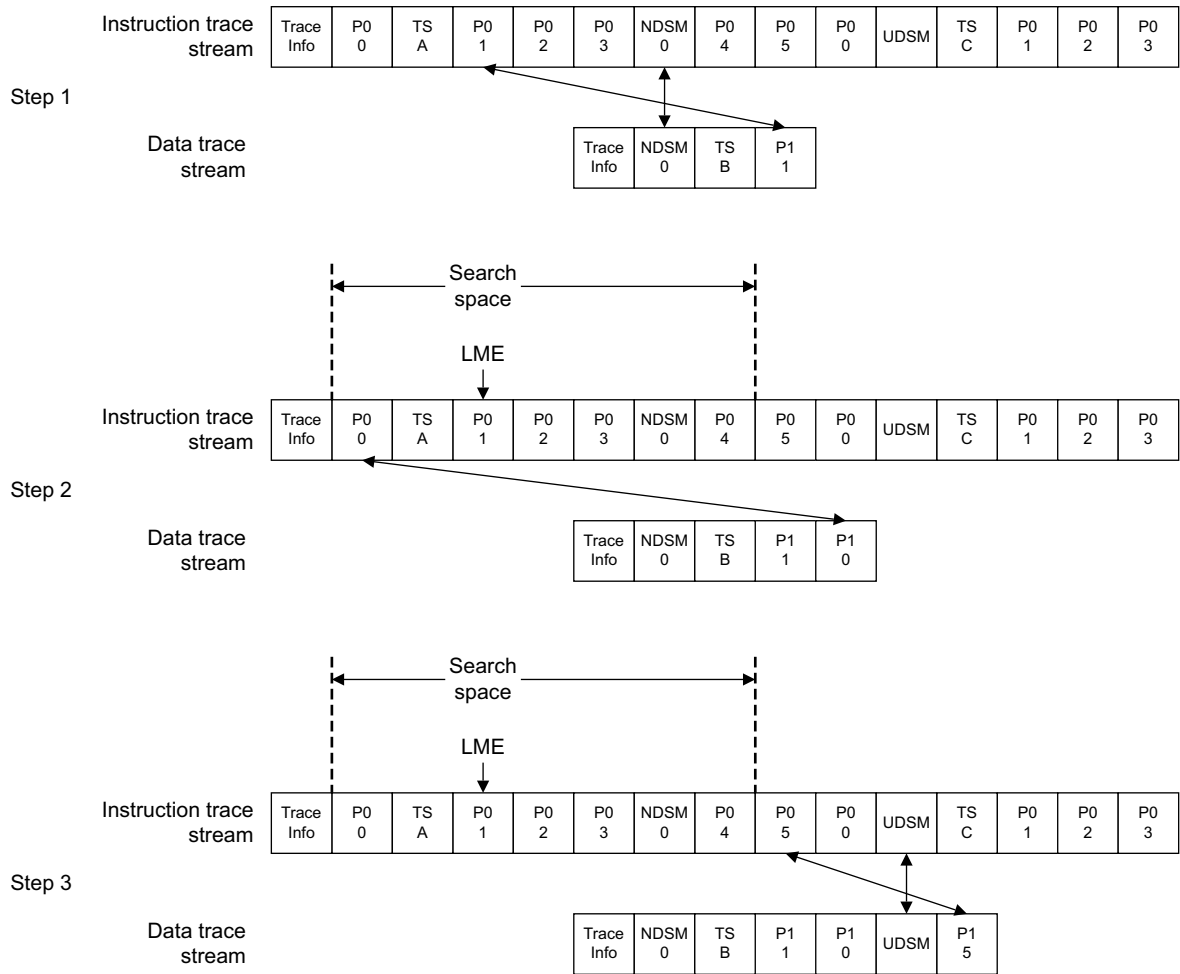 Instruction trace stream
Trace Info P0 0 TS A P0 1 P0 2 P0 3 NDSM 0 P0 4 P0 5 P0 0 UDSM TS C P0 1 P0 2 P0 3
Step 1
Data trace stream
Trace Info NDSM 0 TS B P1 1
Search space
LME
Instruction trace stream
Trace Info P0 0 TS A P0 1 P0 2 P0 3 NDSM 0 P0 4 P0 5 P0 0 UDSM TS C P0 1 P0 2 P0 3
Step 2
Data trace stream
Trace Info NDSM 0 TS B P1 1 P1 0
Search space
LME
Instruction trace stream
Trace Info P0 0 TS A P0 1 P0 2 P0 3 NDSM 0 P0 4 P0 5 P0 0 UDSM TS C P0 1 P0 2 P0 3
Step 3
Data trace stream
Trace Info NDSM 0 TS B P1 1 P1 0 UDSM P1 5